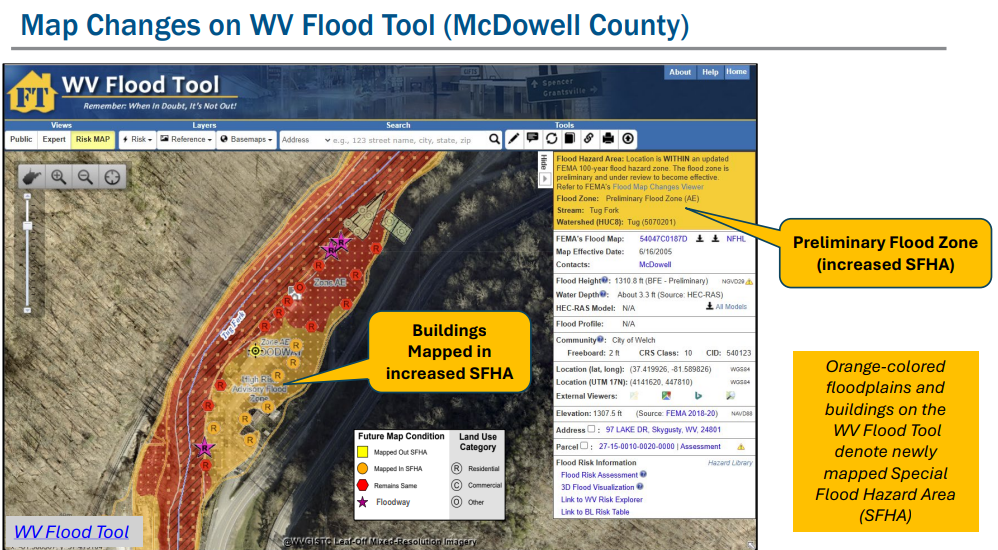 Map Changes on WV Flood Tool (McDowell County)
FT
WV Flood Tool
Remember: When In Doubt, It's Not Out!
GIFTS
Spencer
Grantsville
About Help Home
Views Layers Search Tools
Public Expert Risk MAP Risk Reference Basemaps Address e.g., 123 street name, city, state, zip
Hide
Flood Hazard Area: Location is WITHIN an updated
FEMA 100-year flood hazard zone. The flood zone is
preliminary and under review to become effective.
Refer to FEMA's Flood Map Changes Viewer
Flood Zone: Preliminary Flood Zone (AE)
Stream: Tug Fork
Watershed (HUC8): Tug (5070201)
FEMA's Flood Map: 54047C0187D NFHL
Map Effective Date: 6/16/2005
Contacts: McDowell
Flood Height: 1310.8 ft (BFE - Preliminary) NGVD29
Water Depth: About 3.3 ft (Source: HEC-RAS)
HEC-RAS Model: N/A All Models
Flood Profile: N/A
Community: City of Welch
Freeboard: 2 ft CRS Class: 10 CID: 540123
Location (lat, long): (37.419926, -81.589826) WGS84
Location (UTM 17N): (4141620, 447810) WGS84
External Viewers:
Elevation: 1307.5 ft (Source: FEMA 2018-20) NAVD88
Address : 97 LAKE DR, Skygusty, WV, 24801
Parcel : 27-15-0010-0020-0000 | Assessment
Flood Risk Information Hazard Library
Flood Risk Assessment
3D Flood Visualization
Link to WV Risk Explorer
Link to BL Risk Table
Preliminary Flood Zone
(increased SFHA)
Zone AE
Tug Fork
Zone AE
FLOODWAY
High Risk
Advisory Flood
Zone
Buildings
Mapped in
increased SFHA
Future Map Condition
Mapped Out SFHA
Mapped In SFHA
Remains Same
Floodway
Land Use
Category
R Residential
C Commercial
O Other
Orange-colored
floodplains and
buildings on the
WV Flood Tool
denote newly
mapped Special
Flood Hazard Area
(SFHA)
WV Flood Tool
@WVGISTC Leaf-Off Mixed-Resolution Imagery